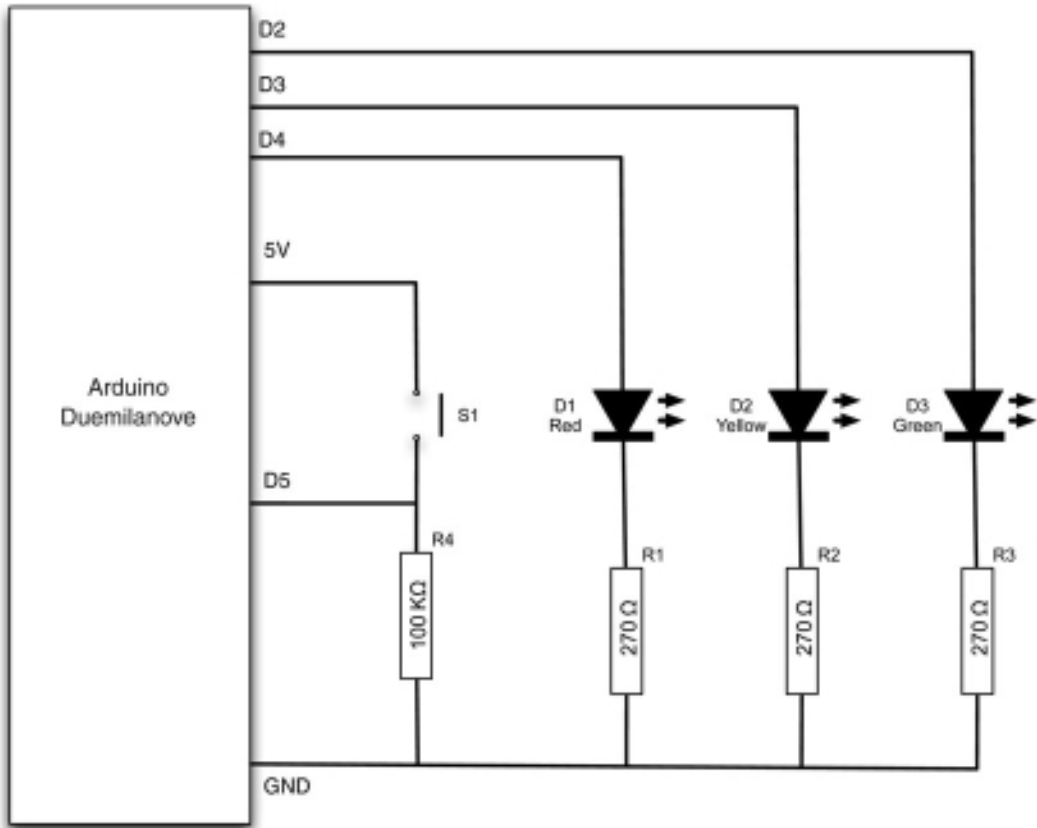 D2
D3
D4
5V
Arduino
Duemilanove
S1
D1
Red
D2
Yellow
D3
Green
D5
R4
R1
R2
R3
100 KΩ
270 Ω
270 Ω
270 Ω
GND